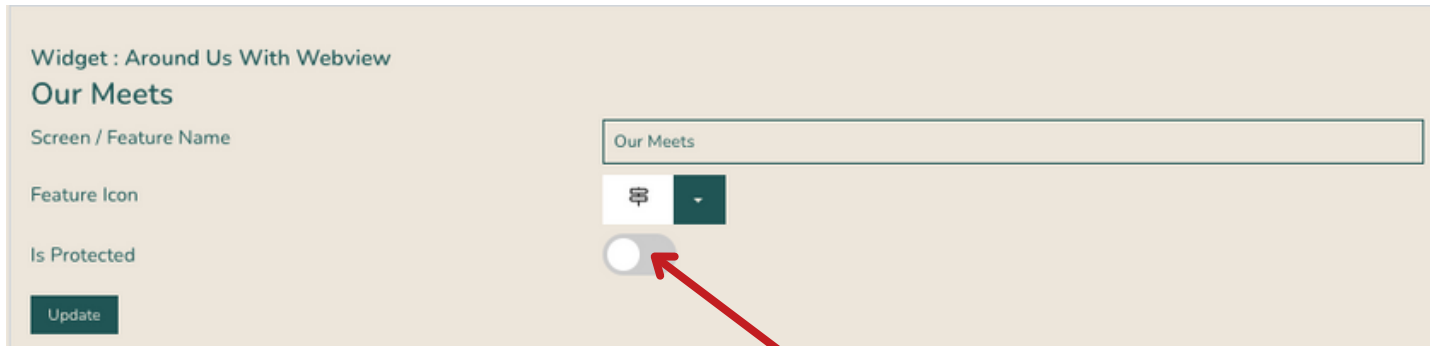 Widget : Around Us With Webview
Our Meets
Screen / Feature Name
Our Meets
Feature Icon
Is Protected
Update